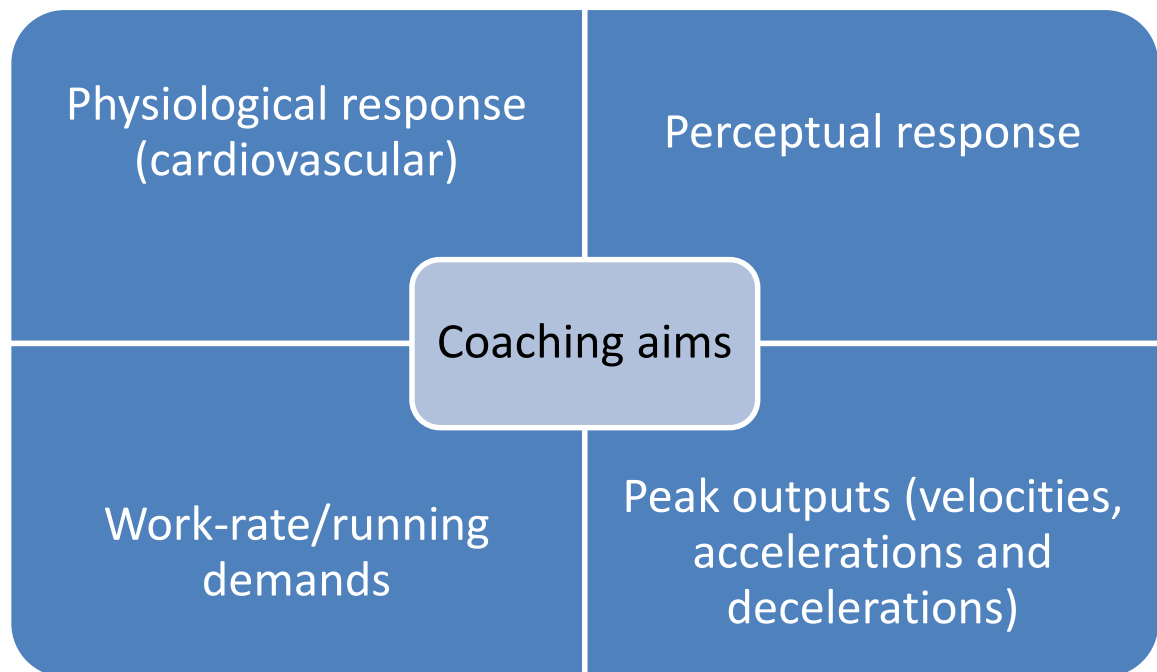 Physiological response
(cardiovascular)
Perceptual response
Coaching aims
Work-rate/running
demands
Peak outputs (velocities,
accelerations and
decelerations)